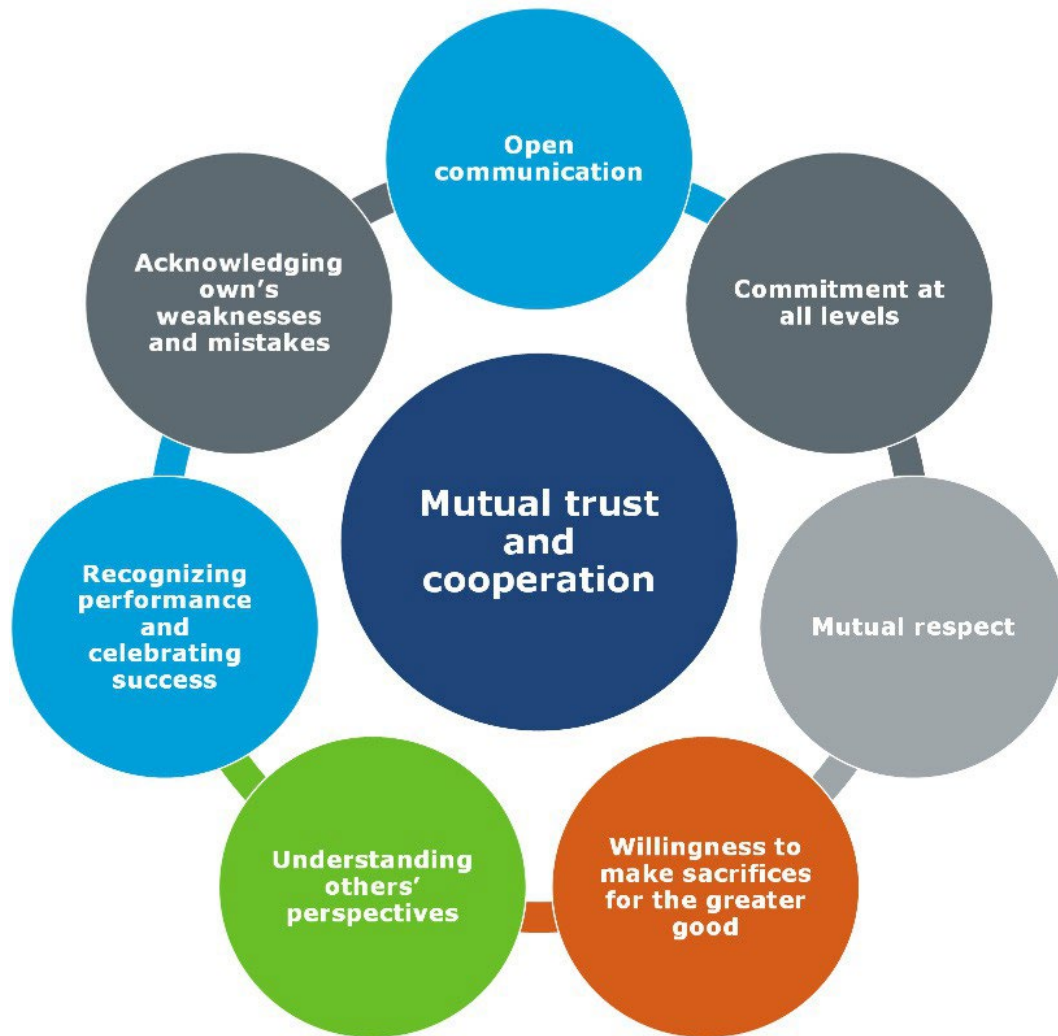 Open
communication
Commitment at
all levels
Mutual respect
Willingness to
make sacrifices
for the greater
good
Understanding
others’
perspectives
Recognizing
performance
and
celebrating
success
Acknowledging
own’s
weaknesses
and mistakes
Mutual trust
and
cooperation